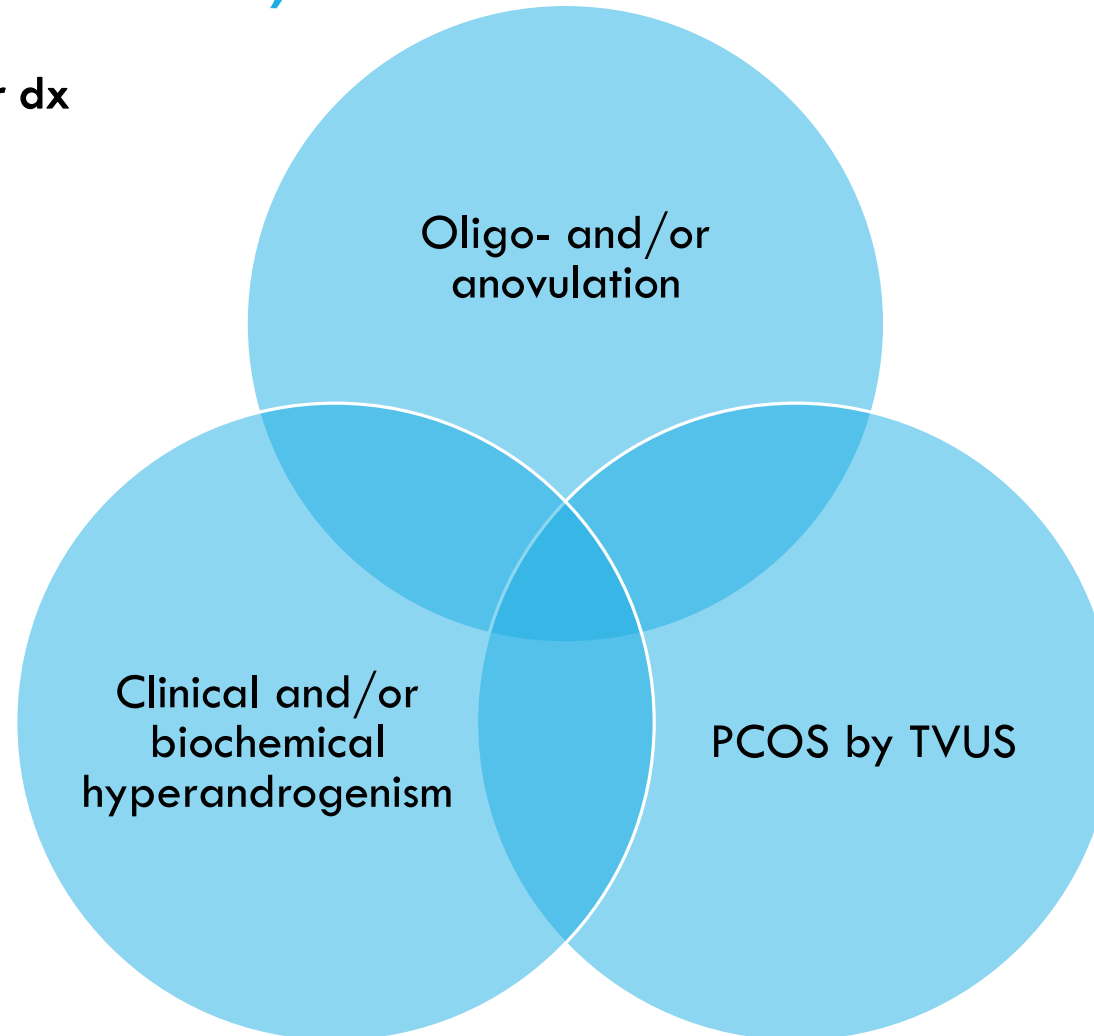 dx
Oligo- and/or
anovulation
Clinical and/or
biochemical
hyperandrogenism
PCOS by TVUS